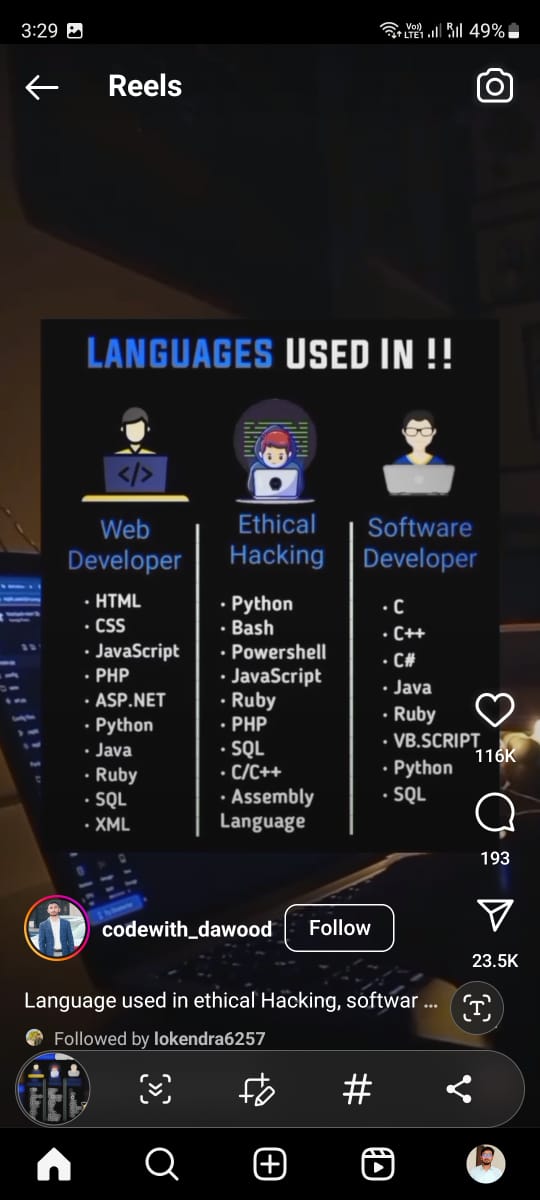 3:29
Vo)) LTE1 R 49%
Reels
LANGUAGES USED IN !!
</>
Web
Developer
· HTML
· CSS
· JavaScript
· PHP
· ASP.NET
· Python
· Java
· Ruby
· SQL
· XML
Ethical
Hacking
· Python
· Bash
· Powershell
· JavaScript
· Ruby
· PHP
· SQL
· C/C++
· Assembly
Language
Software
Developer
· C
· C++
· C#
· Java
· Ruby
· VB.SCRIPT
· Python
· SQL
116K
193
23.5K
codewith_dawood
Follow
Language used in ethical Hacking, softwar ...
T
Followed by lokendra6257
#